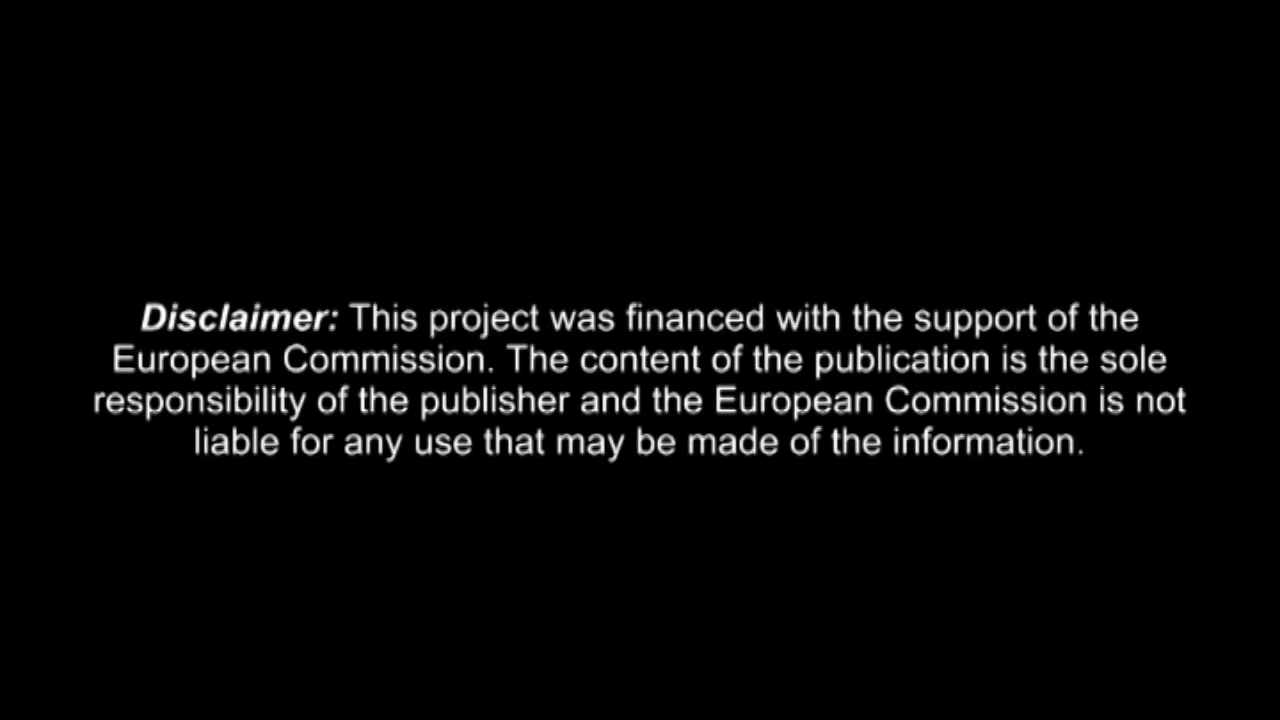 Disclaimer: This project was financed with the support of the
European Commission. The content of the publication is the sole
responsibility of the publisher and the European Commission is not
liable for any use that may be made of the information.